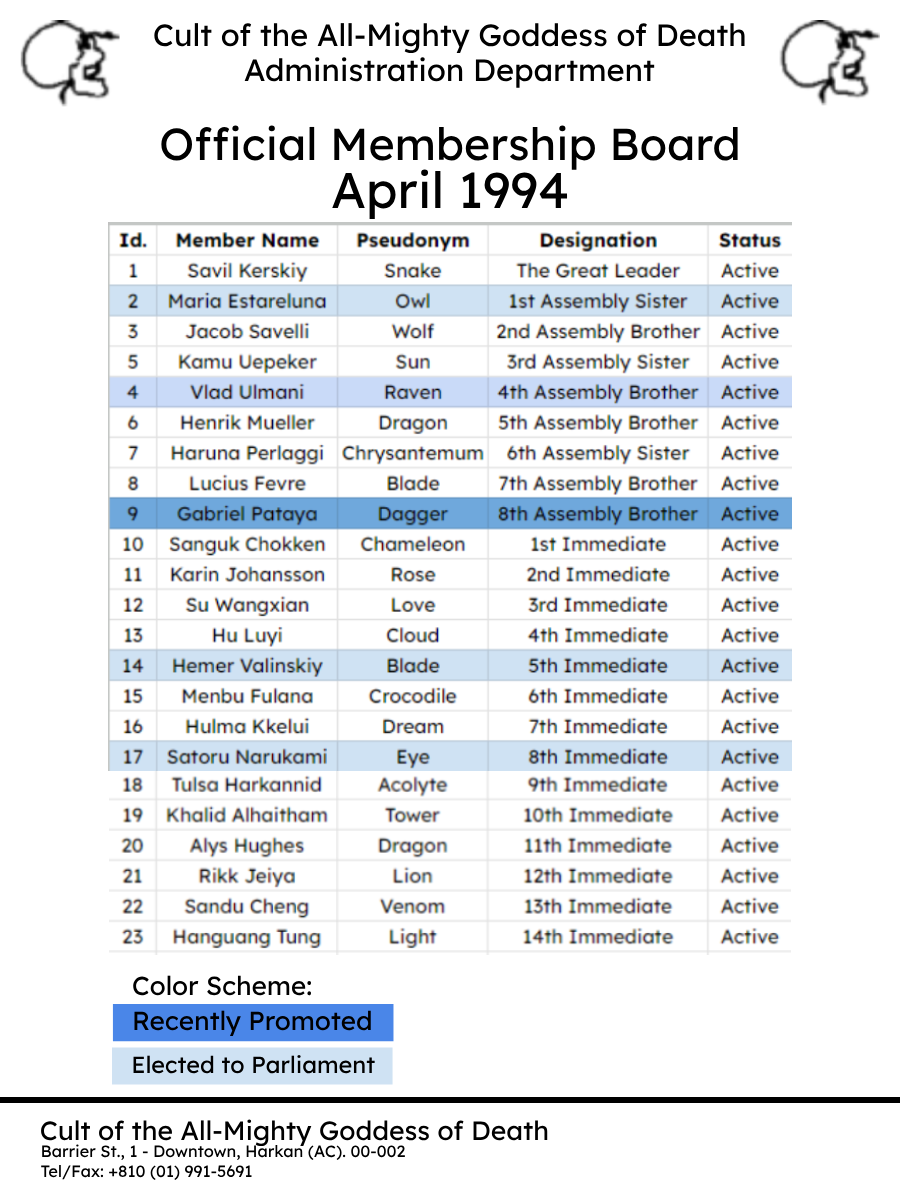 Cult of the All-Mighty Goddess of Death
Administration Department
Official Membership Board
April 1994
Id. Member Name Pseudonym Designation Status
1 Savil Kerskiy Snake The Great Leader Active
2 Maria Estareluna Owl 1st Assembly Sister Active
3 Jacob Savelli Wolf 2nd Assembly Brother Active
5 Kamu Uepeker Sun 3rd Assembly Sister Active
4 Vlad Ulmani Raven 4th Assembly Brother Active
6 Henrik Mueller Dragon 5th Assembly Brother Active
7 Haruna Perlaggi Chrysantemum 6th Assembly Sister Active
8 Lucius Fevre Blade 7th Assembly Brother Active
9 Gabriel Pataya Dagger 8th Assembly Brother Active
10 Sanguk Chokken Chameleon 1st Immediate Active
11 Karin Johansson Rose 2nd Immediate Active
12 Su Wangxian Love 3rd Immediate Active
13 Hu Luyi Cloud 4th Immediate Active
14 Hemer Valinskiy Blade 5th Immediate Active
15 Menbu Fulana Crocodile 6th Immediate Active
16 Hulma Kkelui Dream 7th Immediate Active
17 Satoru Narukami Eye 8th Immediate Active
18 Tulsa Harkannid Acolyte 9th Immediate Active
19 Khalid Alhaitham Tower 10th Immediate Active
20 Alys Hughes Dragon 11th Immediate Active
21 Rikk Jeiya Lion 12th Immediate Active
22 Sandu Cheng Venom 13th Immediate Active
23 Hanguang Tung Light 14th Immediate Active
Color Scheme:
Recently Promoted
Elected to Parliament
Cult of the All-Mighty Goddess of Death
Barrier St., 1 - Downtown, Harkan (AC). 00-002
Tel/Fax: +810 (01) 991-5691